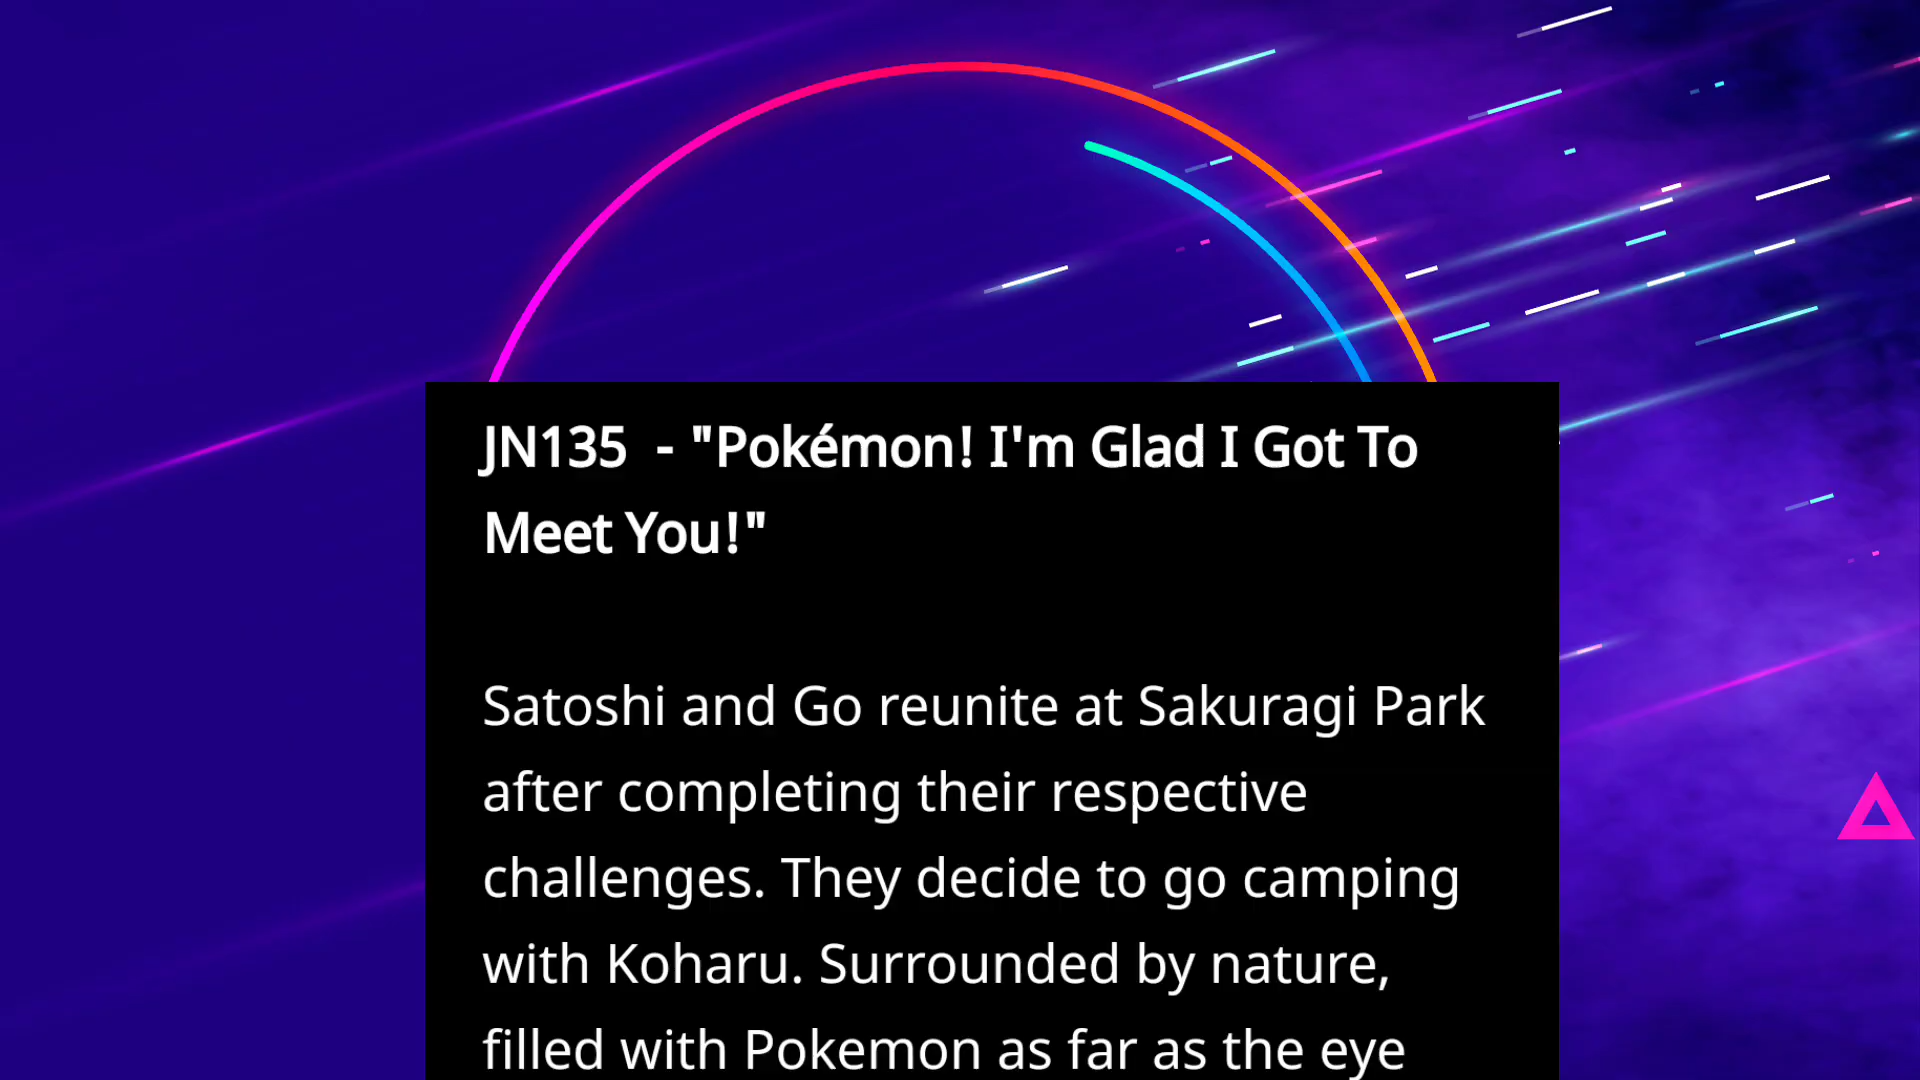 JN135  - "Pokémon! I'm Glad I Got To
Meet You!"
Satoshi and Go reunite at Sakuragi Park
after completing their respective
challenges. They decide to go camping
with Koharu. Surrounded by nature,
filled with Pokemon as far as the eye